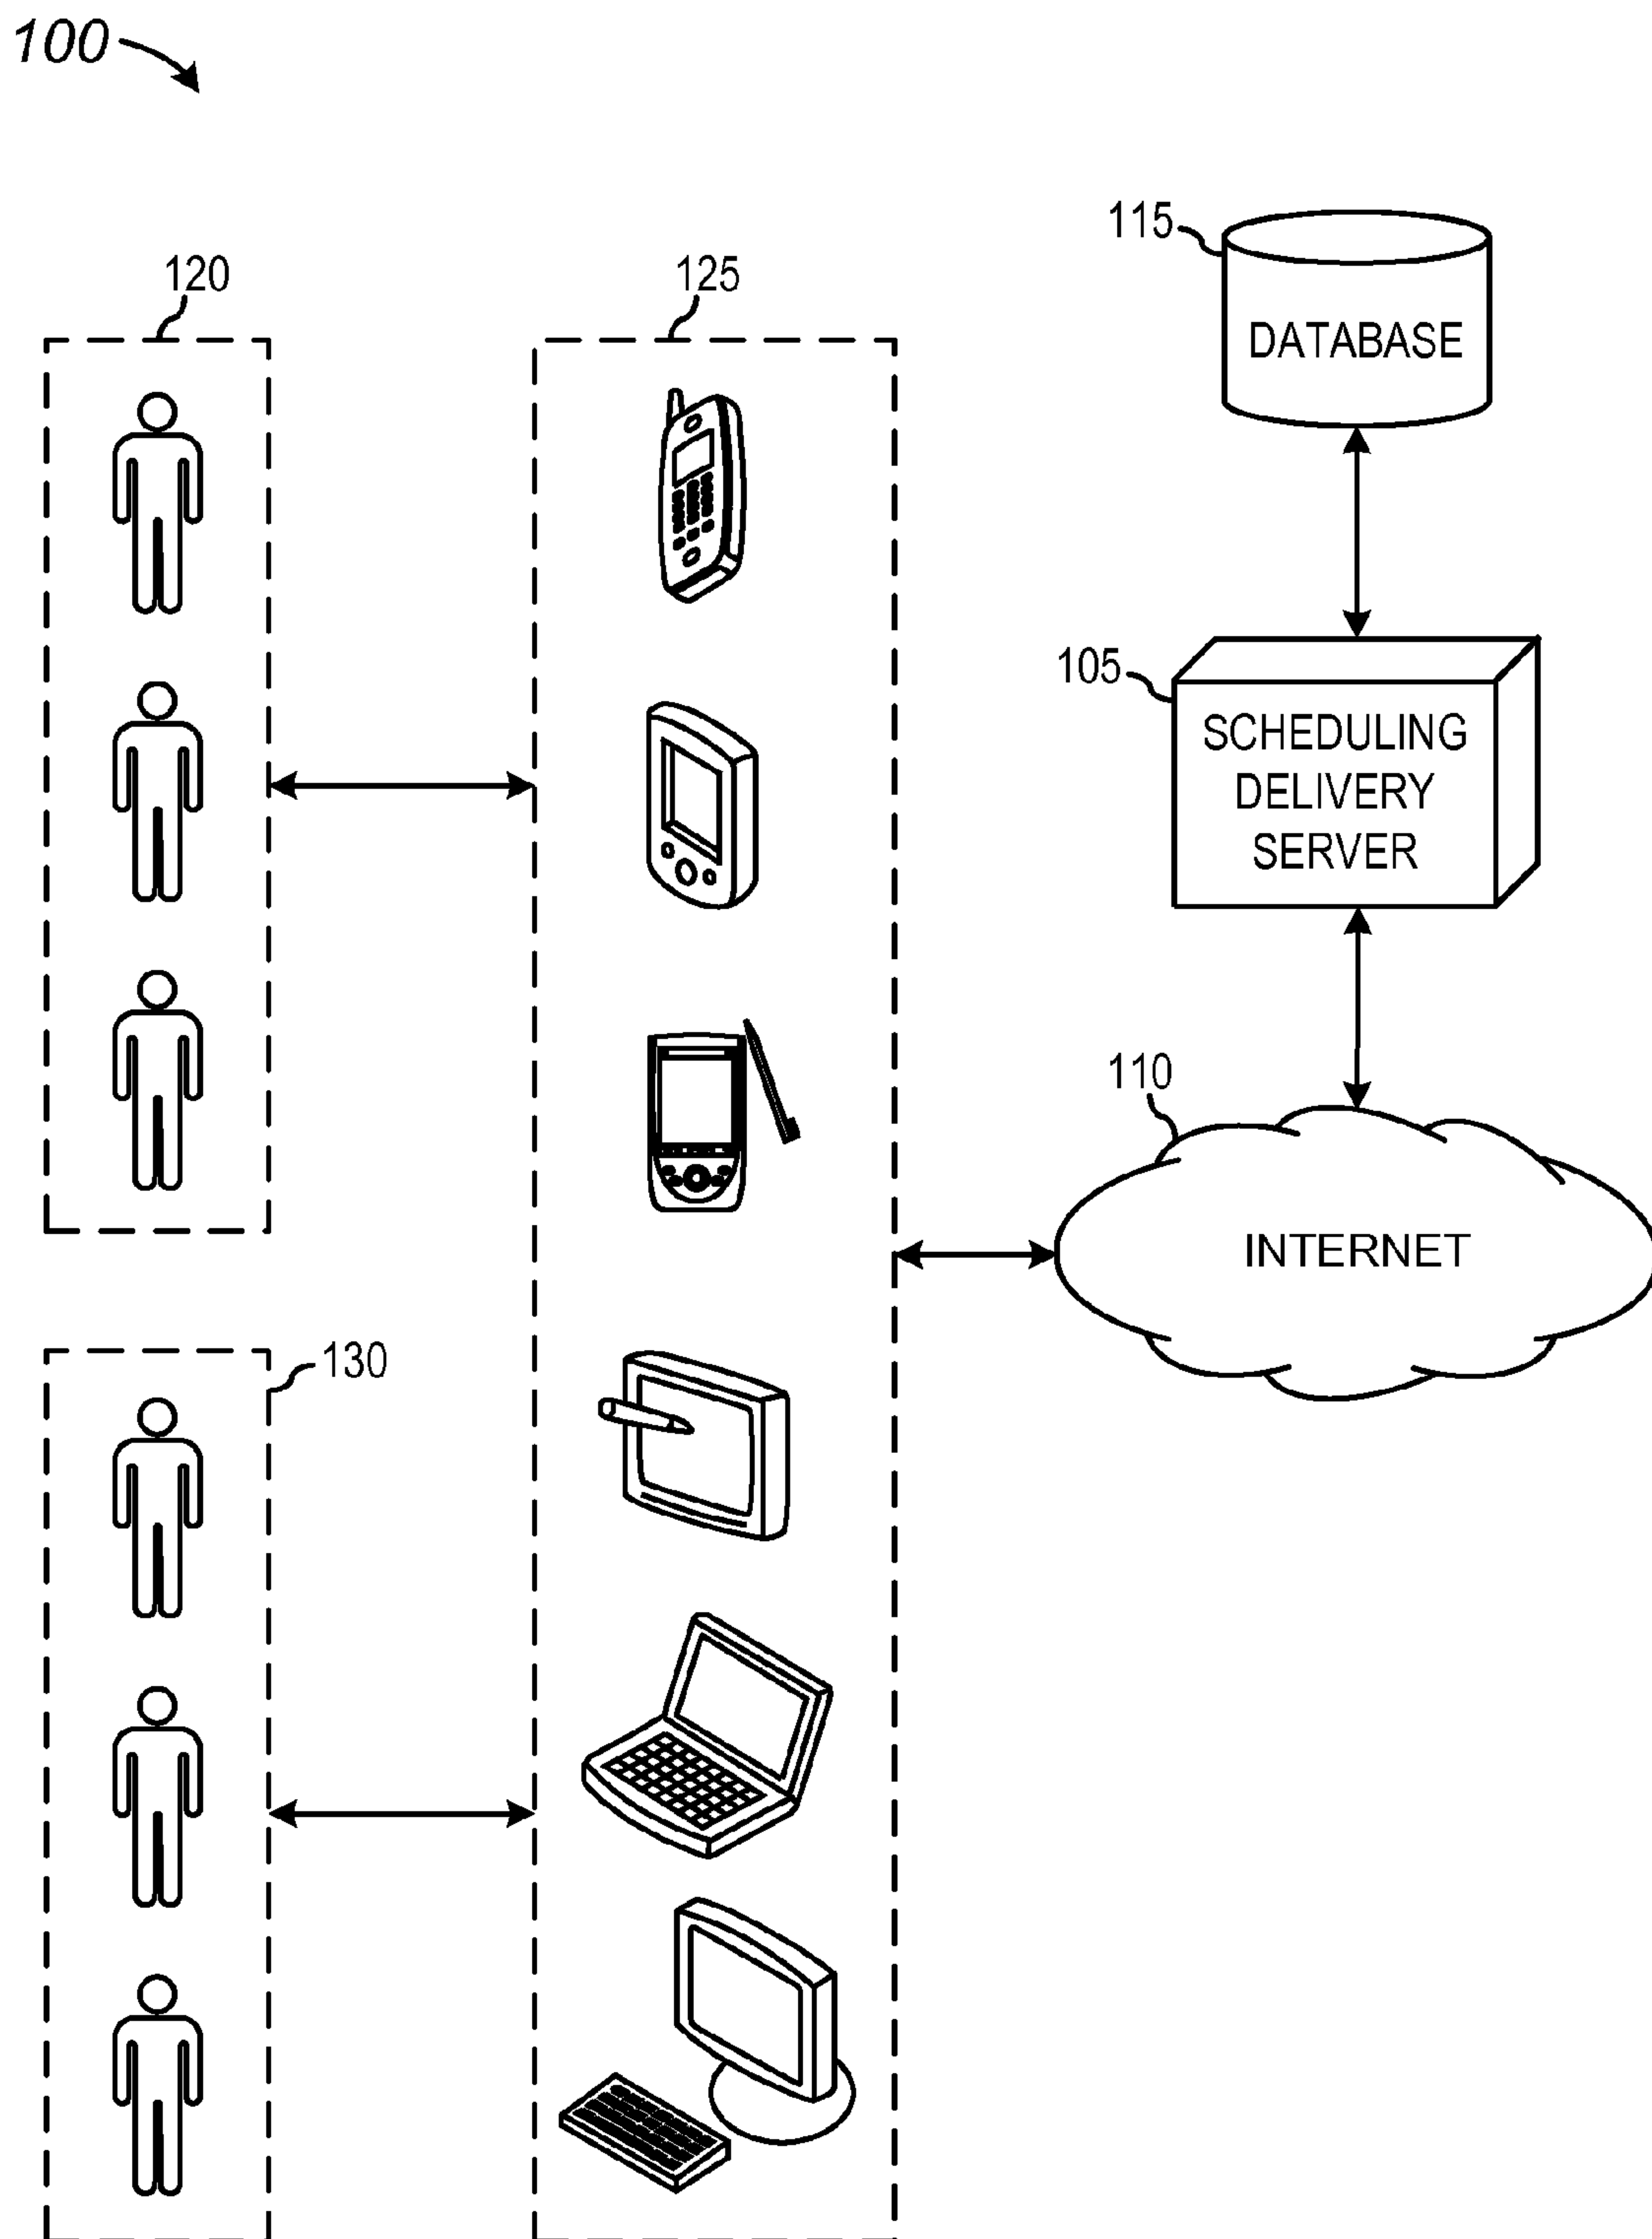 100
115
120
125
DATABASE
105
SCHEDULING
DELIVERY
SERVER
110
INTERNET
130